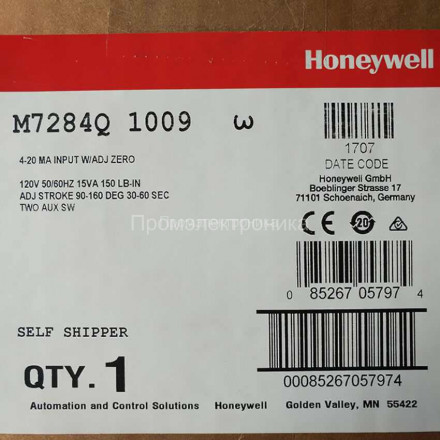 Honeywell
M7284Q 1009 3
1707
DATE CODE
4-20 MA INPUT W/ADJ ZERO
Honeywell GmbH
Boeblinger Strasse 17
71101 Schoenaich, Germany
120V 50/60HZ 15VA 150 LB-IN
ADJ STROKE 90-160 DEG 30-60 SEC
TWO AUX SW
Промэлектроника
CE 20
0 85267 05797 4
SELF SHIPPER
QTY. 1
00085267057974
Automation and Control Solutions Honeywell Golden Valley, MN 55422